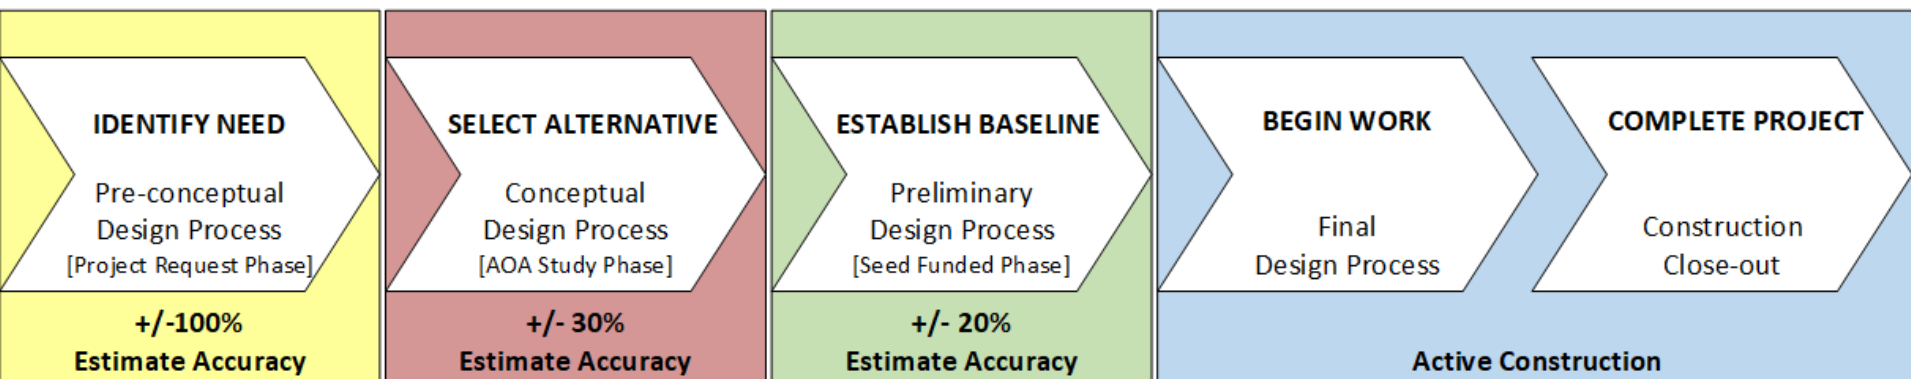 IDENTIFY NEED
Pre-conceptual
Design Process
[Project Request Phase]
+/-100%
Estimate Accuracy
SELECT ALTERNATIVE
Conceptual
Design Process
[AOA Study Phase]
+/- 30%
Estimate Accuracy
ESTABLISH BASELINE
Preliminary
Design Process
[Seed Funded Phase]
+/- 20%
Estimate Accuracy
BEGIN WORK
Final
Design Process
COMPLETE PROJECT
Construction
Close-out
Active Construction